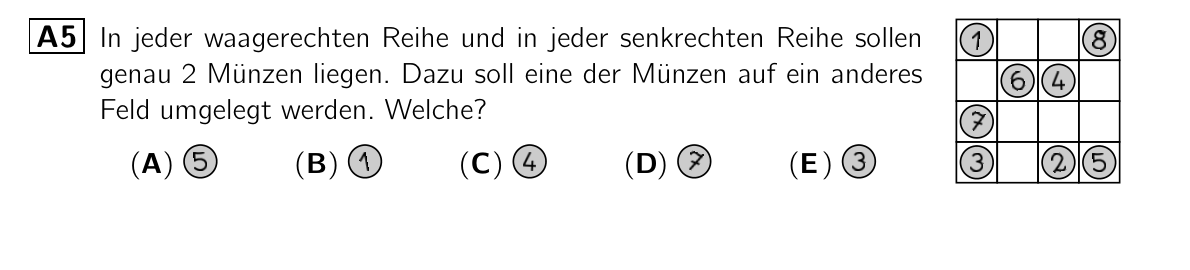 A5 In jeder waagerechten Reihe und in jeder senkrechten Reihe sollen
genau 2 Münzen liegen. Dazu soll eine der Münzen auf ein anderes
Feld umgelegt werden. Welche?
(A) 5 (B) 1 (C) 4 (D) 7 (E) 3
1 8
6 4
7
3 2 5